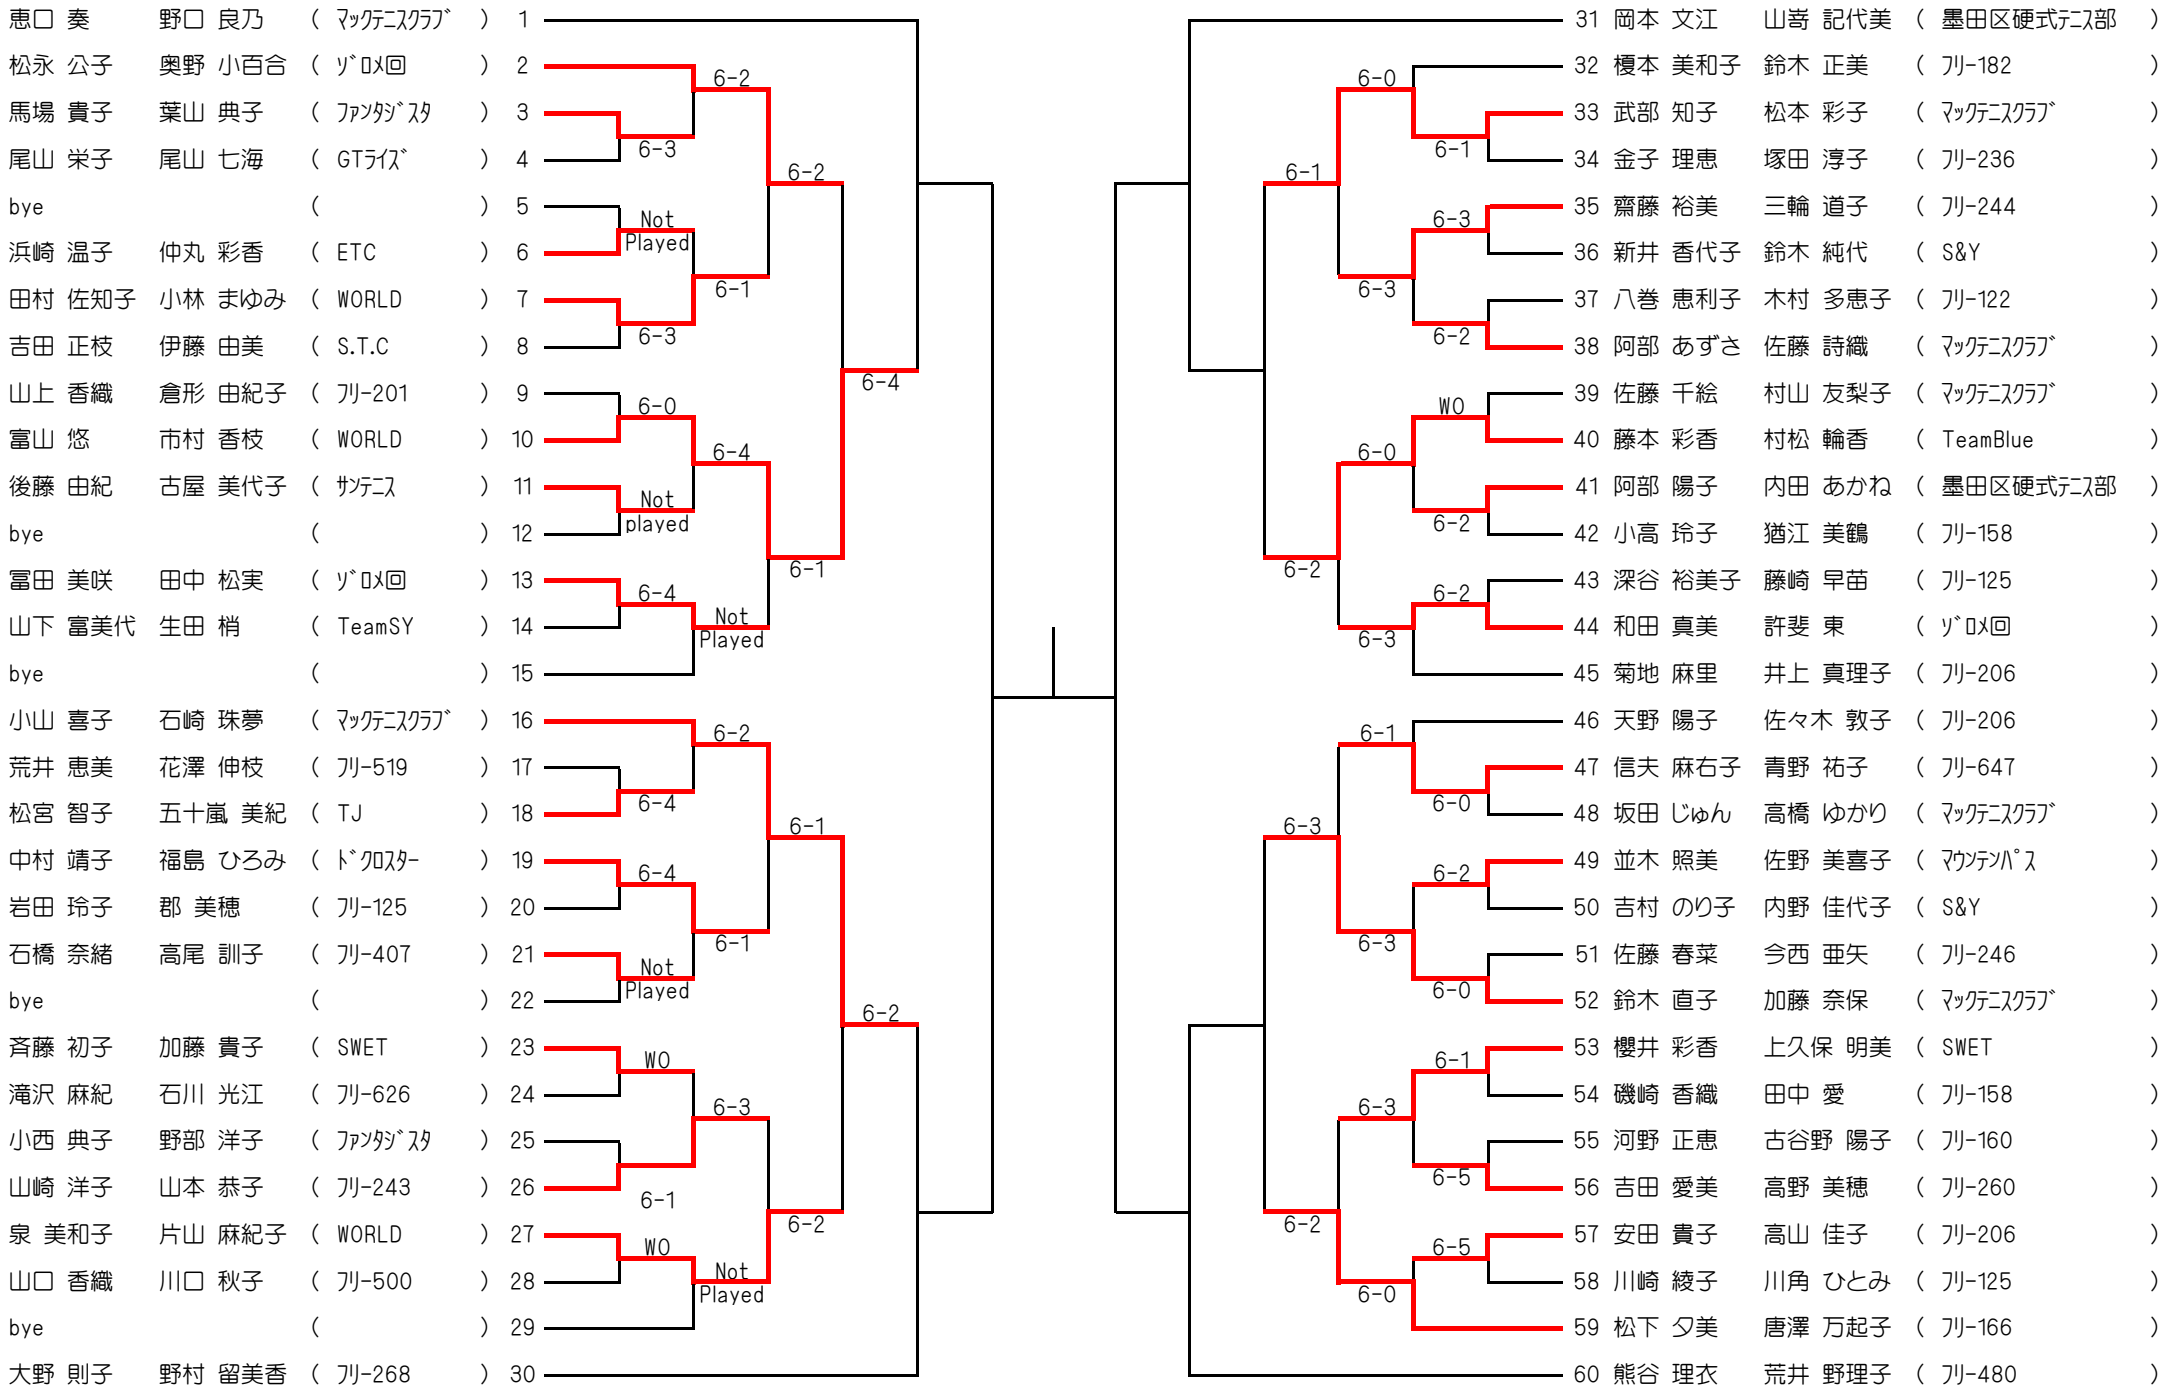 恵口 奏 野口 良乃 ( ﾏｯｸﾃﾆｽｸﾗﾌﾞ ) 1
松永 公子 奥野 小百合 ( ｿﾞﾛﾒ回 ) 2
馬場 貴子 葉山 典子 ( ﾌｧﾝﾀｼﾞｽﾀ ) 3
尾山 栄子 尾山 七海 ( GTﾗｲｽﾞ ) 4
bye ( ) 5
浜崎 温子 仲丸 彩香 ( ETC ) 6
田村 佐知子 小林 まゆみ ( WORLD ) 7
吉田 正枝 伊藤 由美 ( S.T.C ) 8
山上 香織 倉形 由紀子 ( ﾌﾘｰ201 ) 9
富山 悠 市村 香枝 ( WORLD ) 10
後藤 由紀 古屋 美代子 ( ｻﾝﾃﾆｽ ) 11
bye ( ) 12
冨田 美咲 田中 松実 ( ｿﾞﾛﾒ回 ) 13
山下 富美代 生田 梢 ( TeamSY ) 14
bye ( ) 15
小山 喜子 石崎 珠夢 ( ﾏｯｸﾃﾆｽｸﾗﾌﾞ ) 16
荒井 恵美 花澤 伸枝 ( ﾌﾘｰ519 ) 17
松宮 智子 五十嵐 美紀 ( TJ ) 18
中村 靖子 福島 ひろみ ( ﾄﾞｸﾛｽﾀｰ ) 19
岩田 玲子 郡 美穂 ( ﾌﾘｰ125 ) 20
石橋 奈緒 高尾 訓子 ( ﾌﾘｰ407 ) 21
bye ( ) 22
斉藤 初子 加藤 貴子 ( SWET ) 23
滝沢 麻紀 石川 光江 ( ﾌﾘｰ626 ) 24
小西 典子 野部 洋子 ( ﾌｧﾝﾀｼﾞｽﾀ ) 25
山崎 洋子 山本 恭子 ( ﾌﾘｰ243 ) 26
泉 美和子 片山 麻紀子 ( WORLD ) 27
山口 香織 川口 秋子 ( ﾌﾘｰ500 ) 28
bye ( ) 29
大野 則子 野村 留美香 ( ﾌﾘｰ268 ) 30
6-3
Not
Played
6-3
6-0
Not
played
6-4
6-4
6-4
Not
Played
WO
6-1
WO
6-2
6-1
6-4
Not
Played
6-2
6-1
6-3
Not
Played
6-2
6-1
6-1
6-2
6-4
6-2
6-1
6-2
6-3
6-2
6-1
6-3
6-0
6-3
6-0
6-3
6-1
6-3
6-3
6-0
6-1
6-3
6-2
WO
6-2
6-2
6-0
6-2
6-0
6-1
6-5
6-5
31 岡本 文江 山嵜 記代美 ( 墨田区硬式ﾃﾆｽ部 )
32 榎本 美和子 鈴木 正美 ( ﾌﾘｰ182 )
33 武部 知子 松本 彩子 ( ﾏｯｸﾃﾆｽｸﾗﾌﾞ )
34 金子 理恵 塚田 淳子 ( ﾌﾘｰ236 )
35 齋藤 裕美 三輪 道子 ( ﾌﾘｰ244 )
36 新井 香代子 鈴木 純代 ( S&Y )
37 八巻 恵利子 木村 多恵子 ( ﾌﾘｰ122 )
38 阿部 あずさ 佐藤 詩織 ( ﾏｯｸﾃﾆｽｸﾗﾌﾞ )
39 佐藤 千絵 村山 友梨子 ( ﾏｯｸﾃﾆｽｸﾗﾌﾞ )
40 藤本 彩香 村松 輪香 ( TeamBlue )
41 阿部 陽子 内田 あかね ( 墨田区硬式ﾃﾆｽ部 )
42 小高 玲子 猶江 美鶴 ( ﾌﾘｰ158 )
43 深谷 裕美子 藤崎 早苗 ( ﾌﾘｰ125 )
44 和田 真美 許斐 東 ( ｿﾞﾛﾒ回 )
45 菊地 麻里 井上 真理子 ( ﾌﾘｰ206 )
46 天野 陽子 佐々木 敦子 ( ﾌﾘｰ206 )
47 信夫 麻右子 青野 祐子 ( ﾌﾘｰ647 )
48 坂田 じゅん 高橋 ゆかり ( ﾏｯｸﾃﾆｽｸﾗﾌﾞ )
49 並木 照美 佐野 美喜子 ( ﾏｳﾝﾃﾝﾊﾟｽ )
50 吉村 のり子 内野 佳代子 ( S&Y )
51 佐藤 春菜 今西 亜矢 ( ﾌﾘｰ246 )
52 鈴木 直子 加藤 奈保 ( ﾏｯｸﾃﾆｽｸﾗﾌﾞ )
53 櫻井 彩香 上久保 明美 ( SWET )
54 磯崎 香織 田中 愛 ( ﾌﾘｰ158 )
55 河野 正恵 古谷野 陽子 ( ﾌﾘｰ160 )
56 吉田 愛美 高野 美穂 ( ﾌﾘｰ260 )
57 安田 貴子 高山 佳子 ( ﾌﾘｰ206 )
58 川崎 綾子 川角 ひとみ ( ﾌﾘｰ125 )
59 松下 夕美 唐澤 万起子 ( ﾌﾘｰ166 )
60 熊谷 理衣 荒井 野理子 ( ﾌﾘｰ480 )